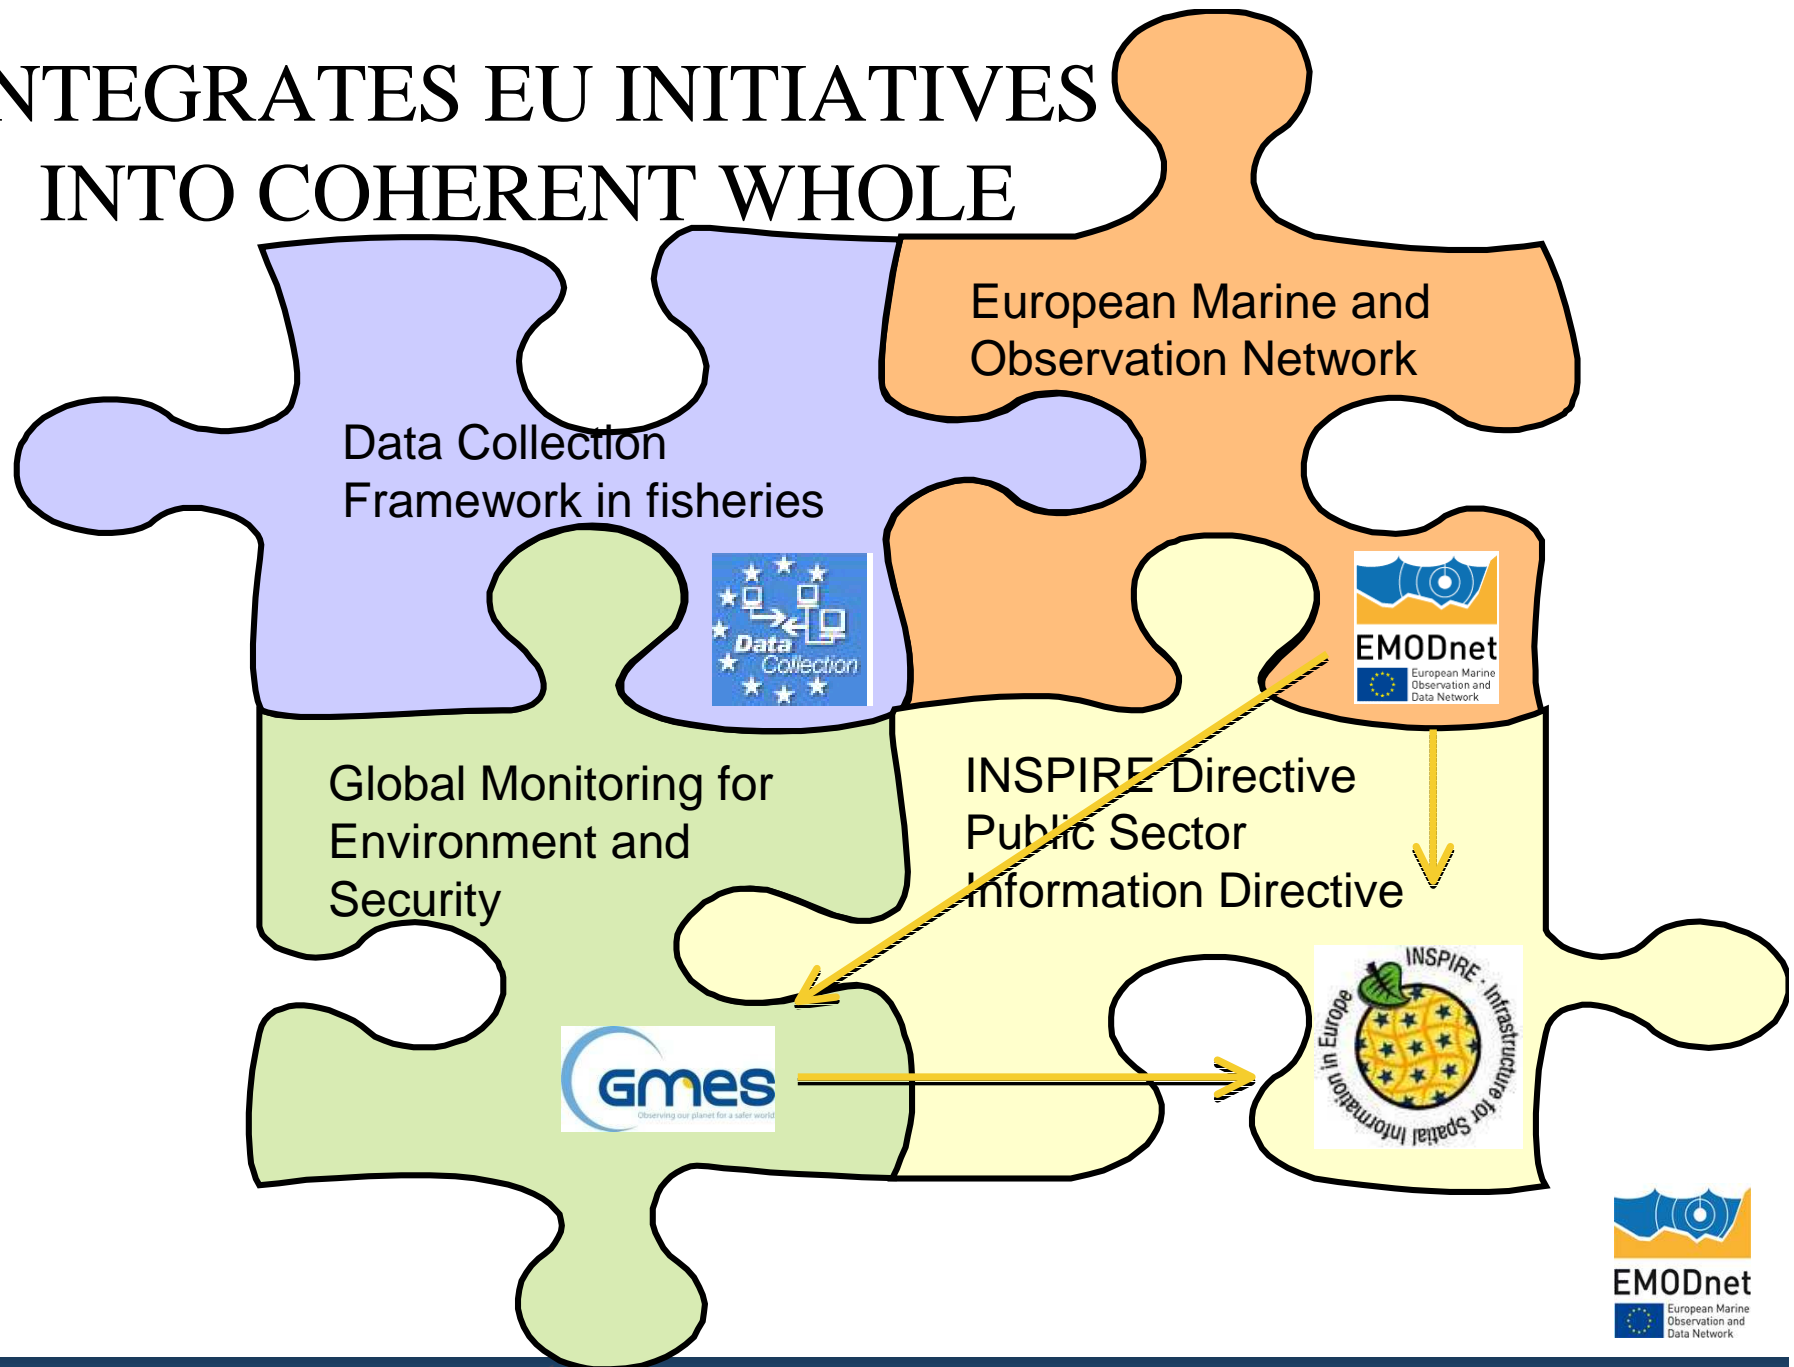 NTEGRATES EU INITIATIVES
INTO COHERENT WHOLE
European Marine and
Observation Network
Data Collection
Framework in fisheries
Data
Collection
EMODnet
European Marine
Observation and
Data Network
Global Monitoring for
Environment and
Security
INSPIRE Directive
Public Sector
Information Directive
GMES
Observing our planet for a safer world
INSPIRE · Infrastructure for Spatial Information in Europe
EMODnet
European Marine
Observation and
Data Network